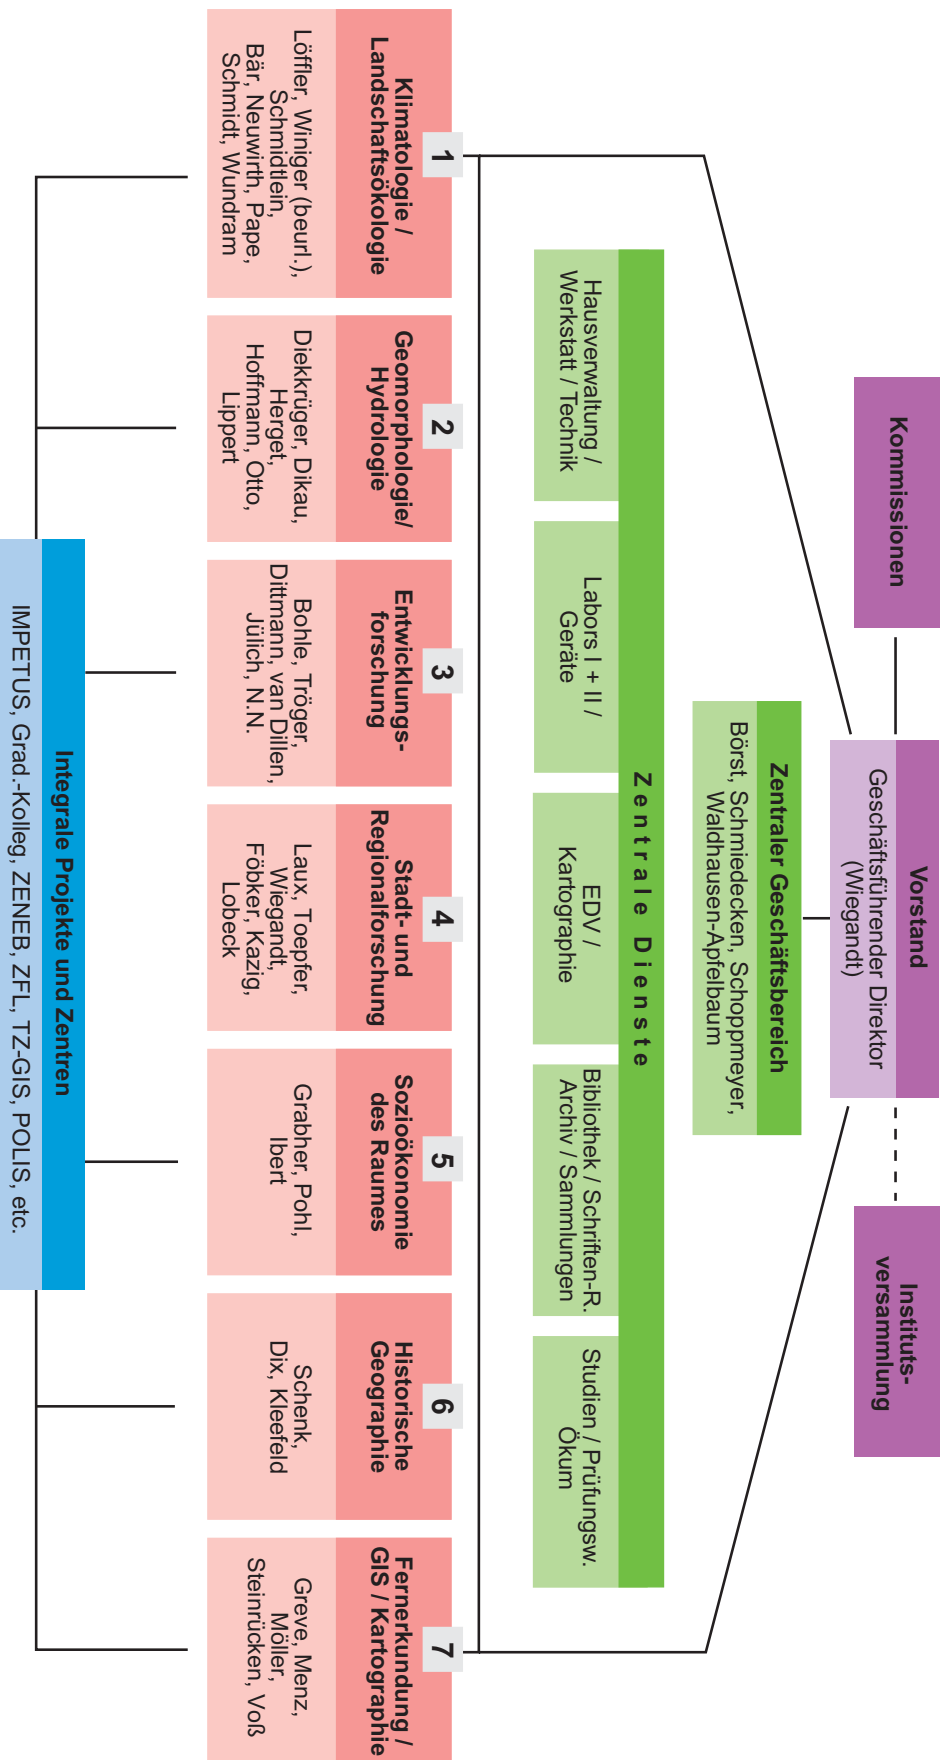 Kommissionen
Vorstand
Geschäftsführender Direktor
(Wiegandt)
Instituts-
versammlung
Zentraler Geschäftsbereich
Börst, Schmiedecken, Schoppmeyer,
Waldhausen-Apfelbaum
Zentrale Dienste
Hausverwaltung /
Werkstatt / Technik
Labors I + II /
Geräte
EDV /
Kartographie
Bibliothek / Schriften-R.
Archiv / Sammlungen
Studien / Prüfungsw.
Ökum
1
Klimatologie /
Landschaftsökologie
Löffler, Winiger (beurl.),
Schmidtlein,
Bär, Neuwirth, Pape,
Schmidt, Wundram
2
Geomorphologie/
Hydrologie
Diekkrüger, Dikau,
Herget,
Hoffmann, Otto,
Lippert
3
Entwicklungs-
forschung
Bohle, Tröger,
Dittmann, van Dillen,
Jülich, N.N.
4
Stadt- und
Regionalforschung
Laux, Toepfer,
Wiegandt,
Föbker, Kazig,
Lobeck
5
Sozioökonomie
des Raumes
Grabher, Pohl,
Ibert
6
Historische
Geographie
Schenk,
Dix, Kleefeld
7
Fernerkundung /
GIS / Kartographie
Greve, Menz,
Möller,
Steinrücken, Voß
Integrale Projekte und Zentren
IMPETUS, Grad.-Kolleg, ZENEB, ZFL, TZ-GIS, POLIS, etc.